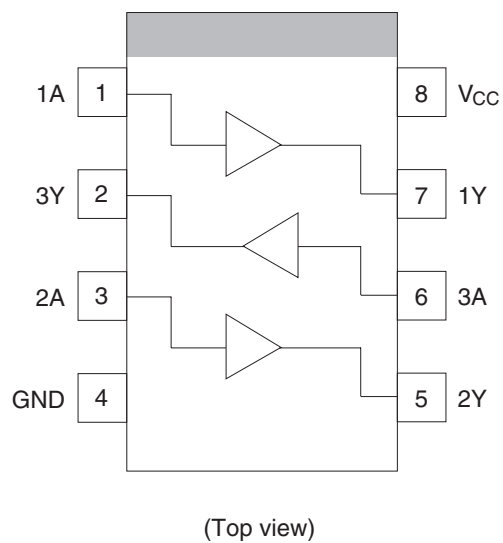 1A 1 8 VCC
3Y 2 7 1Y
2A 3 6 3A
GND 4 5 2Y
(Top view)